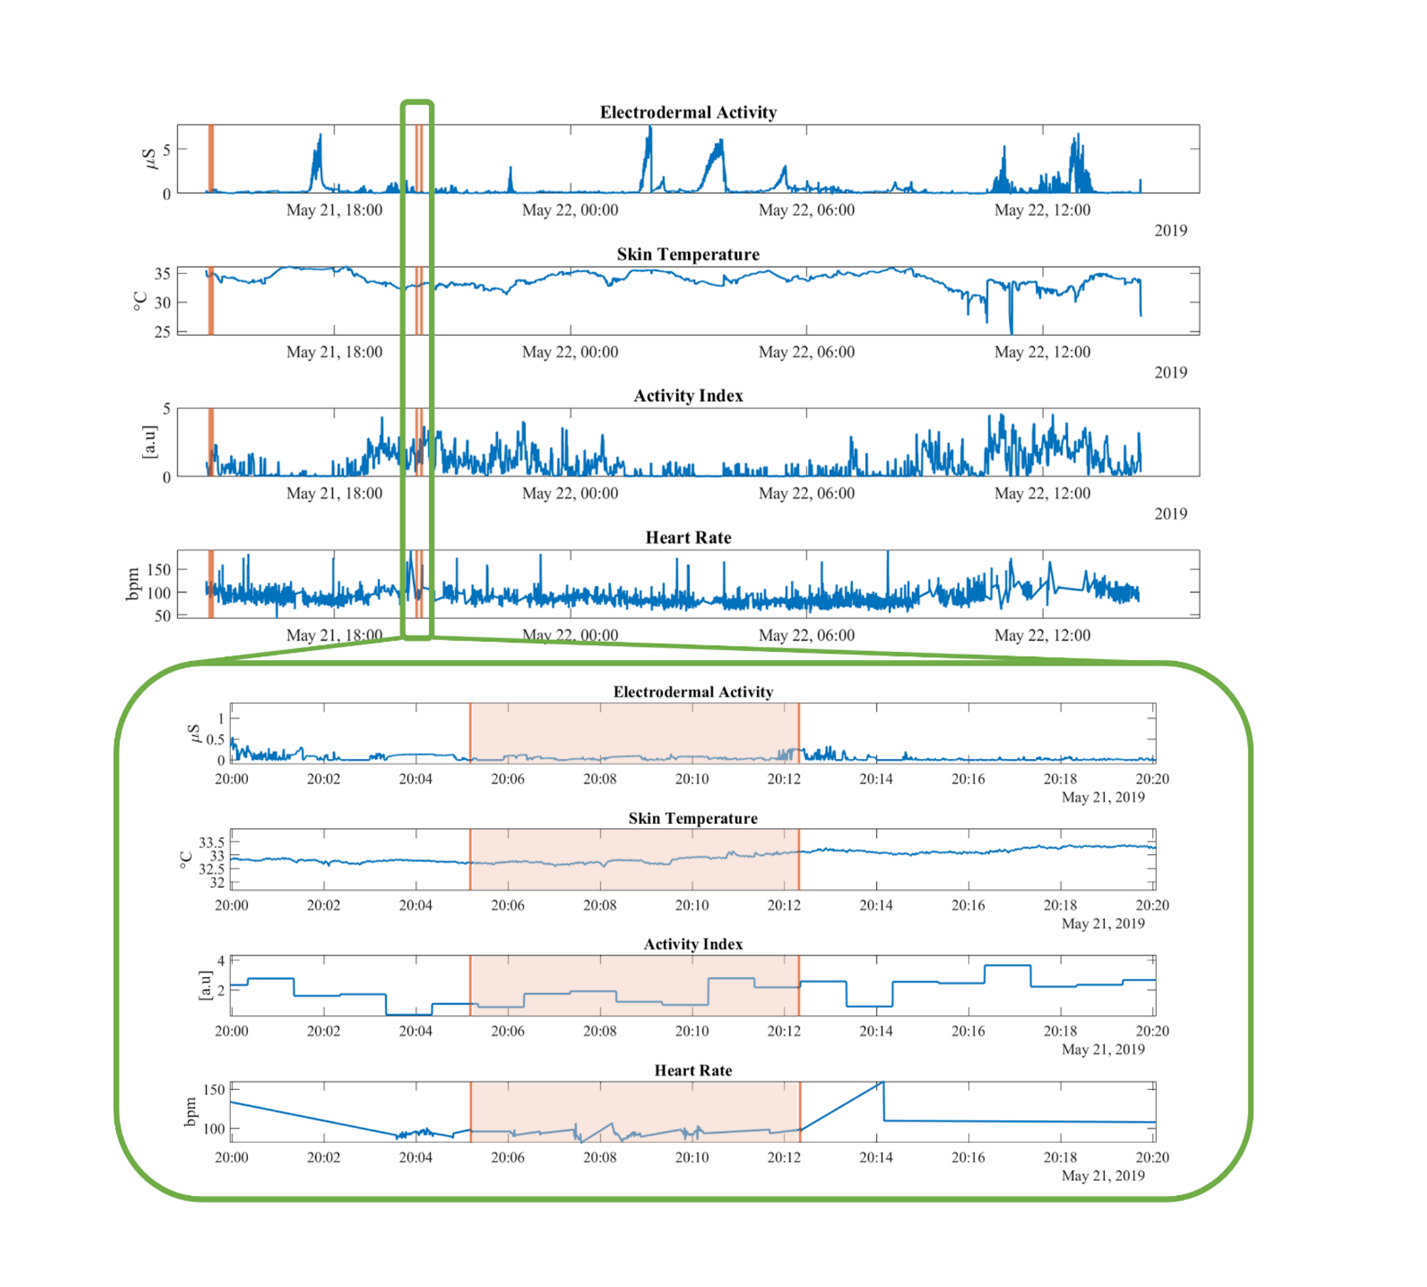 Electrodermal Activity
µS
5
0
May 21, 18:00 May 22, 00:00 May 22, 06:00 May 22, 12:00
2019
Skin Temperature
°C
35
30
25
May 21, 18:00 May 22, 00:00 May 22, 06:00 May 22, 12:00
2019
Activity Index
[a.u]
5
0
May 21, 18:00 May 22, 00:00 May 22, 06:00 May 22, 12:00
2019
Heart Rate
bpm
150
100
50
May 21, 18:00 May 22, 00:00 May 22, 06:00 May 22, 12:00
Electrodermal Activity
µS
1
0.5
0
20:00 20:02 20:04 20:06 20:08 20:10 20:12 20:14 20:16 20:18 20:20
May 21, 2019
Skin Temperature
°C
33.5
33
32.5
32
20:00 20:02 20:04 20:06 20:08 20:10 20:12 20:14 20:16 20:18 20:20
May 21, 2019
Activity Index
[a.u]
4
2
20:00 20:02 20:04 20:06 20:08 20:10 20:12 20:14 20:16 20:18 20:20
May 21, 2019
Heart Rate
bpm
150
100
20:00 20:02 20:04 20:06 20:08 20:10 20:12 20:14 20:16 20:18 20:20
May 21, 2019